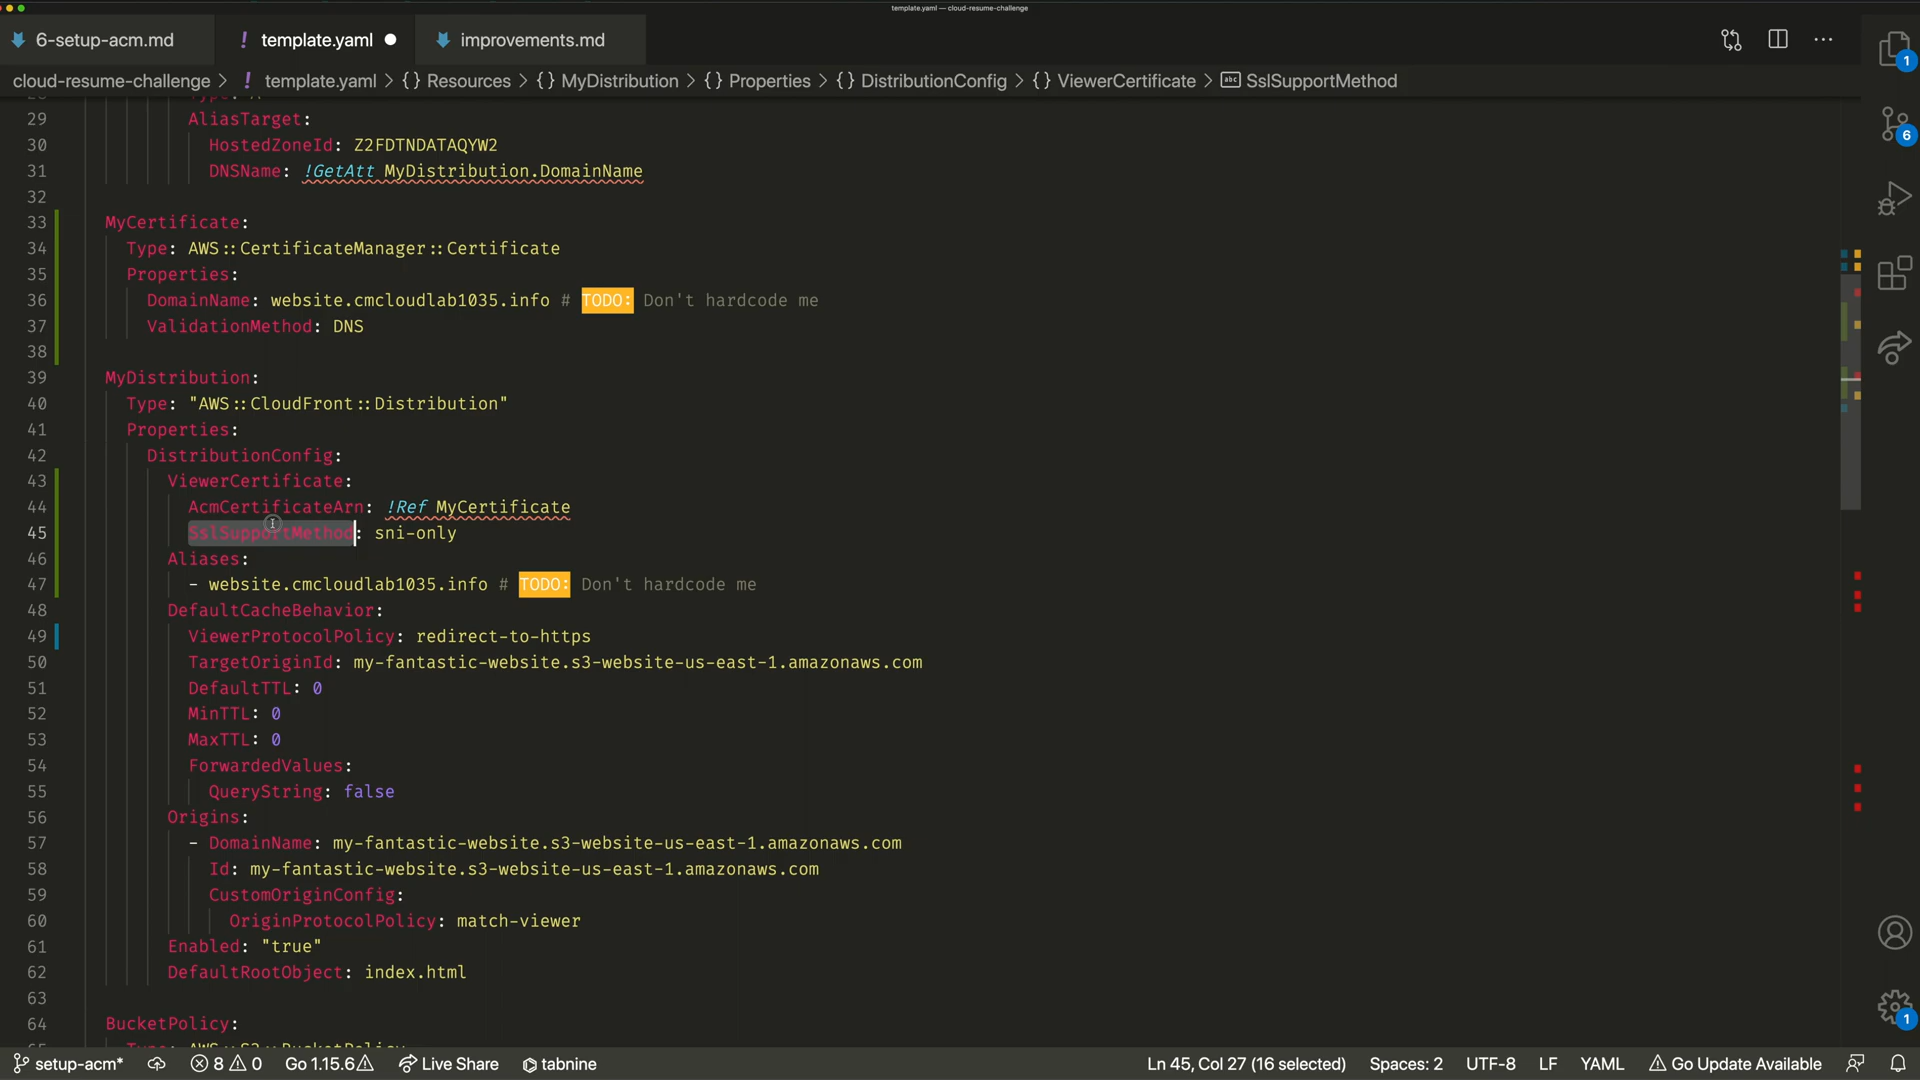 template.yaml — cloud-resume-challenge
6-setup-acm.md
! template.yaml
improvements.md
cloud-resume-challenge > ! template.yaml > {} Resources > {} MyDistribution > {} Properties > {} DistributionConfig > {} ViewerCertificate > abc SslSupportMethod
29 AliasTarget:
30 HostedZoneId: Z2FDTNDATAQYW2
31 DNSName: !GetAtt MyDistribution.DomainName
32
33 MyCertificate:
34 Type: AWS::CertificateManager::Certificate
35 Properties:
36 DomainName: website.cmcloudlab1035.info # TODO: Don't hardcode me
37 ValidationMethod: DNS
38
39 MyDistribution:
40 Type: "AWS::CloudFront::Distribution"
41 Properties:
42 DistributionConfig:
43 ViewerCertificate:
44 AcmCertificateArn: !Ref MyCertificate
45 SslSupportMethod: sni-only
46 Aliases:
47 - website.cmcloudlab1035.info # TODO: Don't hardcode me
48 DefaultCacheBehavior:
49 ViewerProtocolPolicy: redirect-to-https
50 TargetOriginId: my-fantastic-website.s3-website-us-east-1.amazonaws.com
51 DefaultTTL: 0
52 MinTTL: 0
53 MaxTTL: 0
54 ForwardedValues:
55 QueryString: false
56 Origins:
57 - DomainName: my-fantastic-website.s3-website-us-east-1.amazonaws.com
58 Id: my-fantastic-website.s3-website-us-east-1.amazonaws.com
59 CustomOriginConfig:
60 OriginProtocolPolicy: match-viewer
61 Enabled: "true"
62 DefaultRootObject: index.html
63
64 BucketPolicy:
1
6
1
setup-acm* 8 0 Go 1.15.6 Live Share tabnine Ln 45, Col 27 (16 selected) Spaces: 2 UTF-8 LF YAML Go Update Available